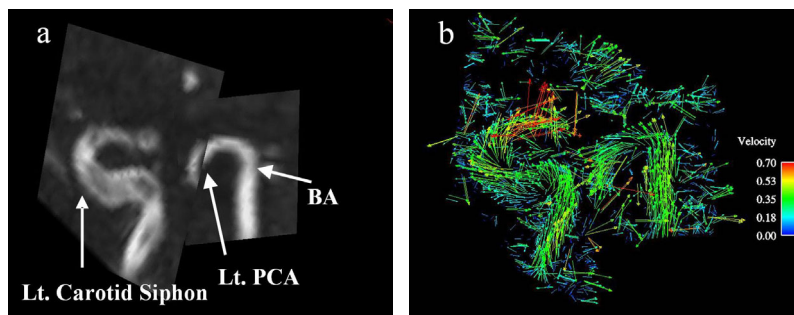 a
BA
Lt. PCA
Lt. Carotid Siphon
b
Velocity
0.70
0.53
0.35
0.18
0.00